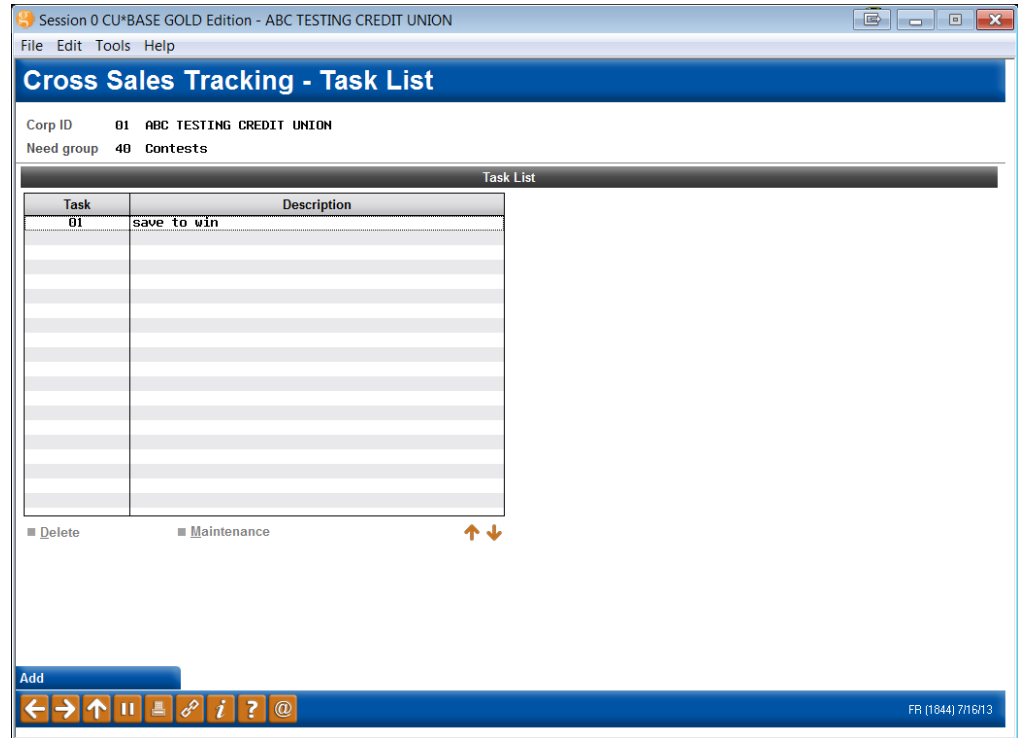 Session 0 CU*BASE GOLD Edition - ABC TESTING CREDIT UNION
File Edit Tools Help
Cross Sales Tracking - Task List
Corp ID 01 ABC TESTING CREDIT UNION
Need group 40 Contests
Task List
Task Description
01 save to win
Delete Maintenance
Add
i ? @
FR (1844) 7/16/13